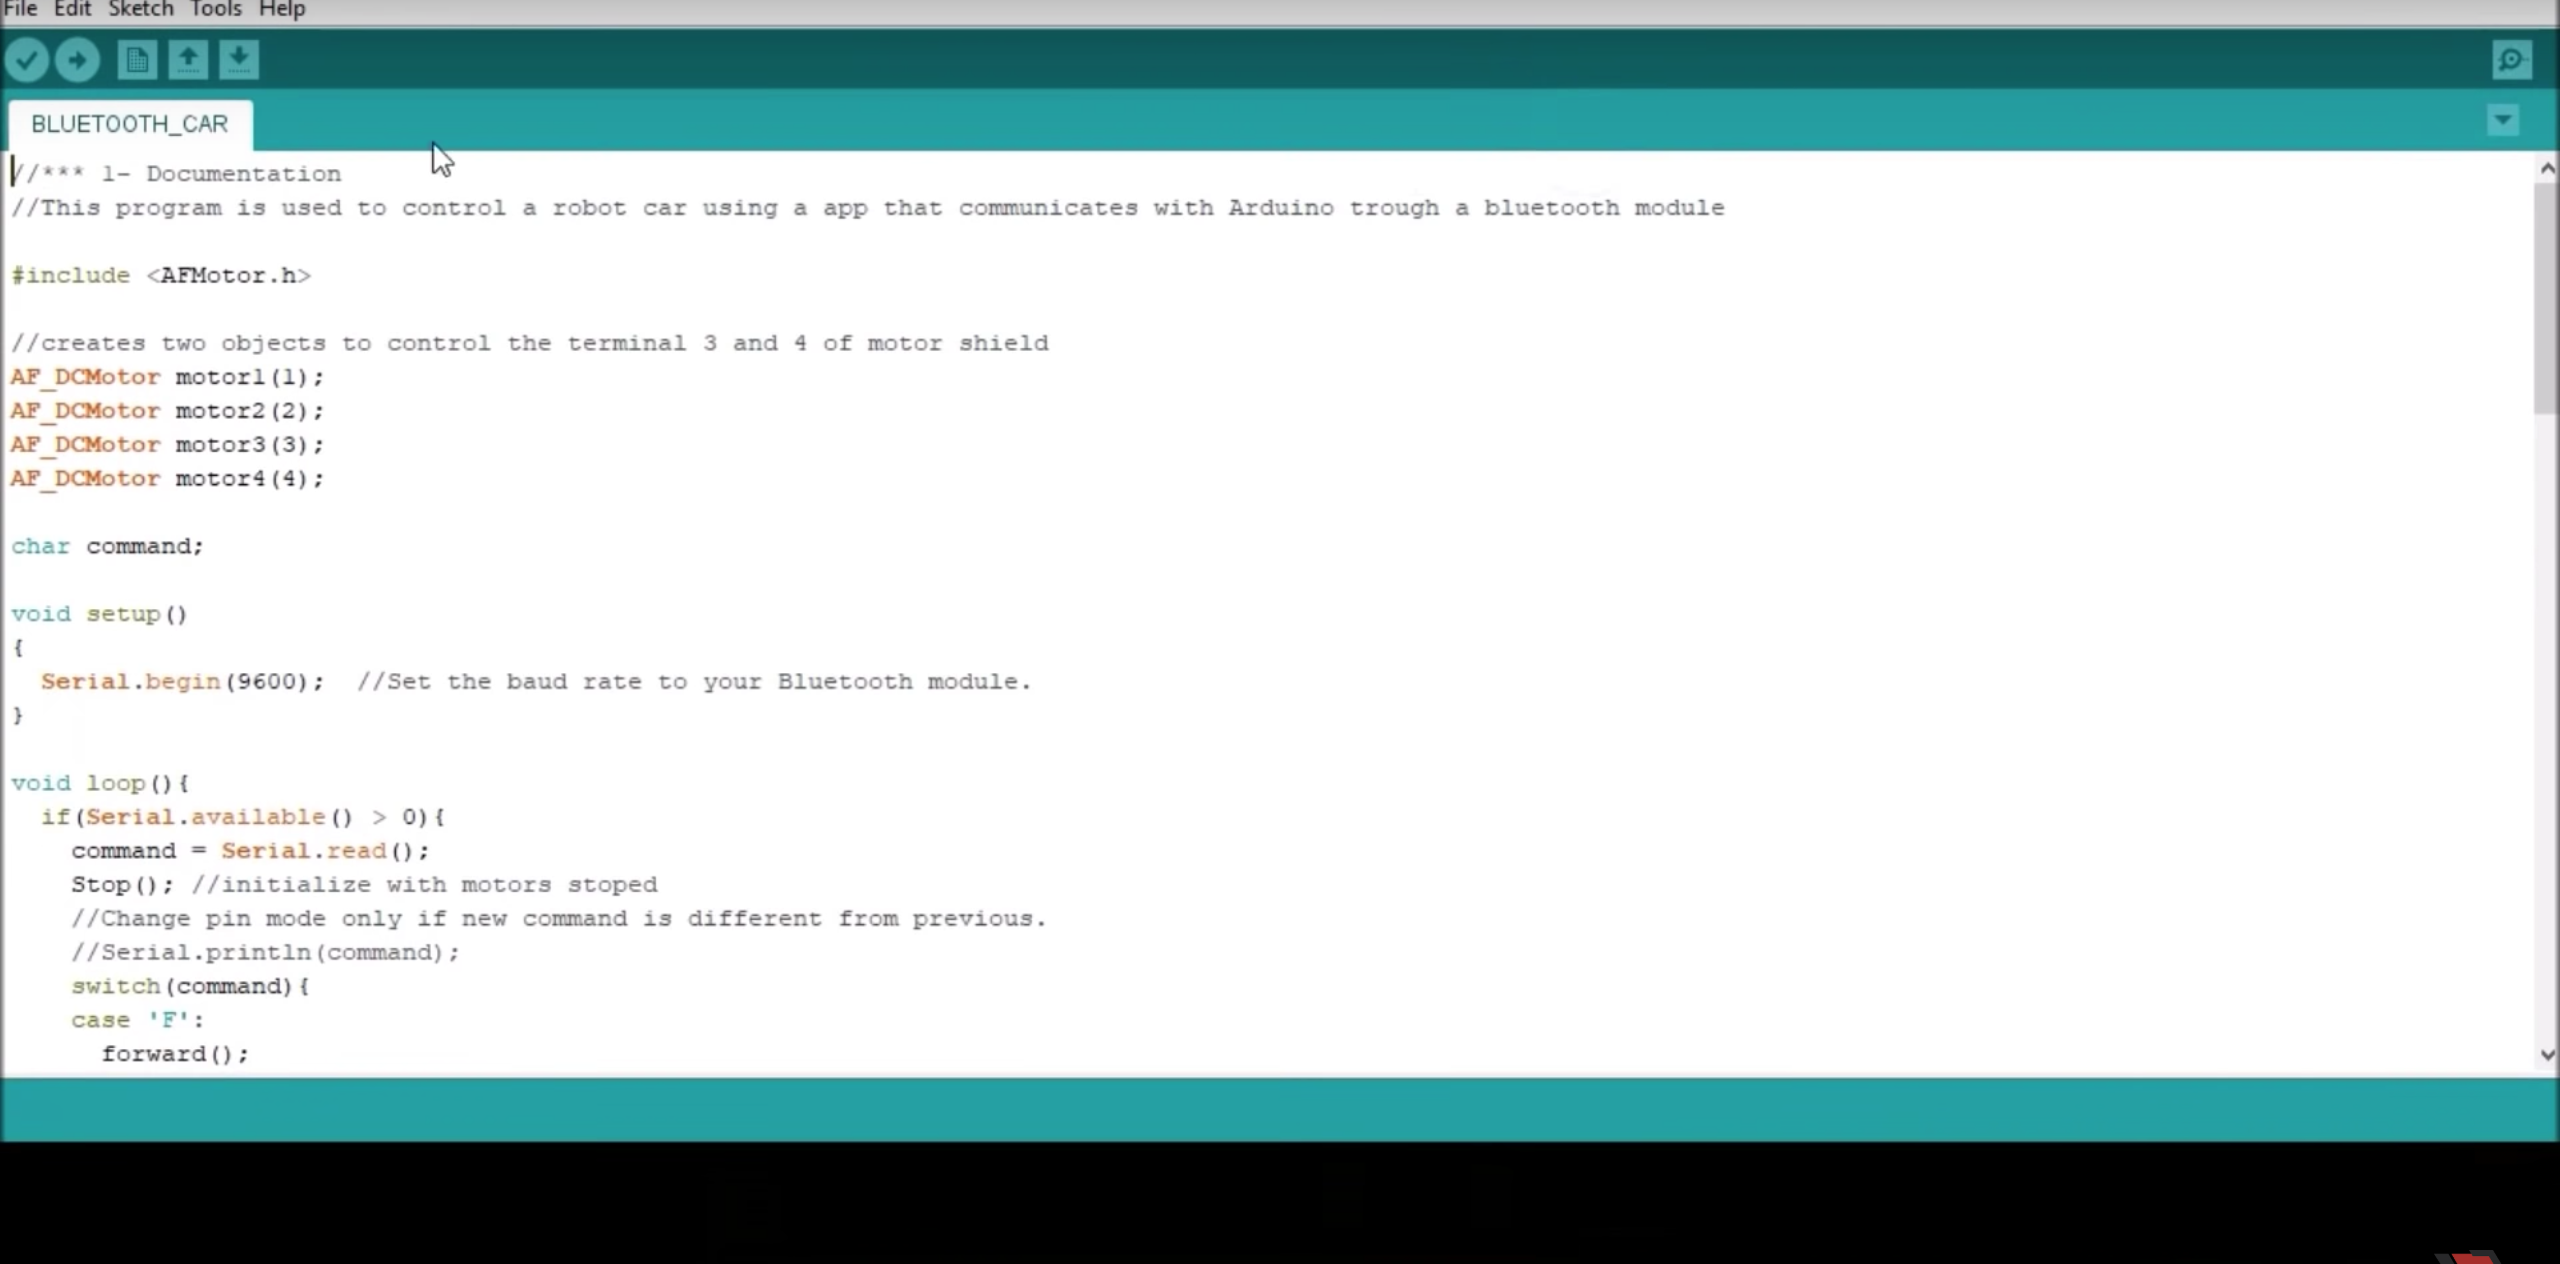 File Edit Sketch Tools Help
BLUETOOTH_CAR
//*** 1- Documentation
//This program is used to control a robot car using a app that communicates with Arduino trough a bluetooth module
#include <AFMotor.h>
//creates two objects to control the terminal 3 and 4 of motor shield
AF_DCMotor motor1(1);
AF_DCMotor motor2(2);
AF_DCMotor motor3(3);
AF_DCMotor motor4(4);
char command;
void setup()
{
Serial.begin(9600);  //Set the baud rate to your Bluetooth module.
}
void loop(){
if(Serial.available() > 0){
command = Serial.read();
Stop(); //initialize with motors stoped
//Change pin mode only if new command is different from previous.
//Serial.println(command);
switch(command){
case 'F':
forward();